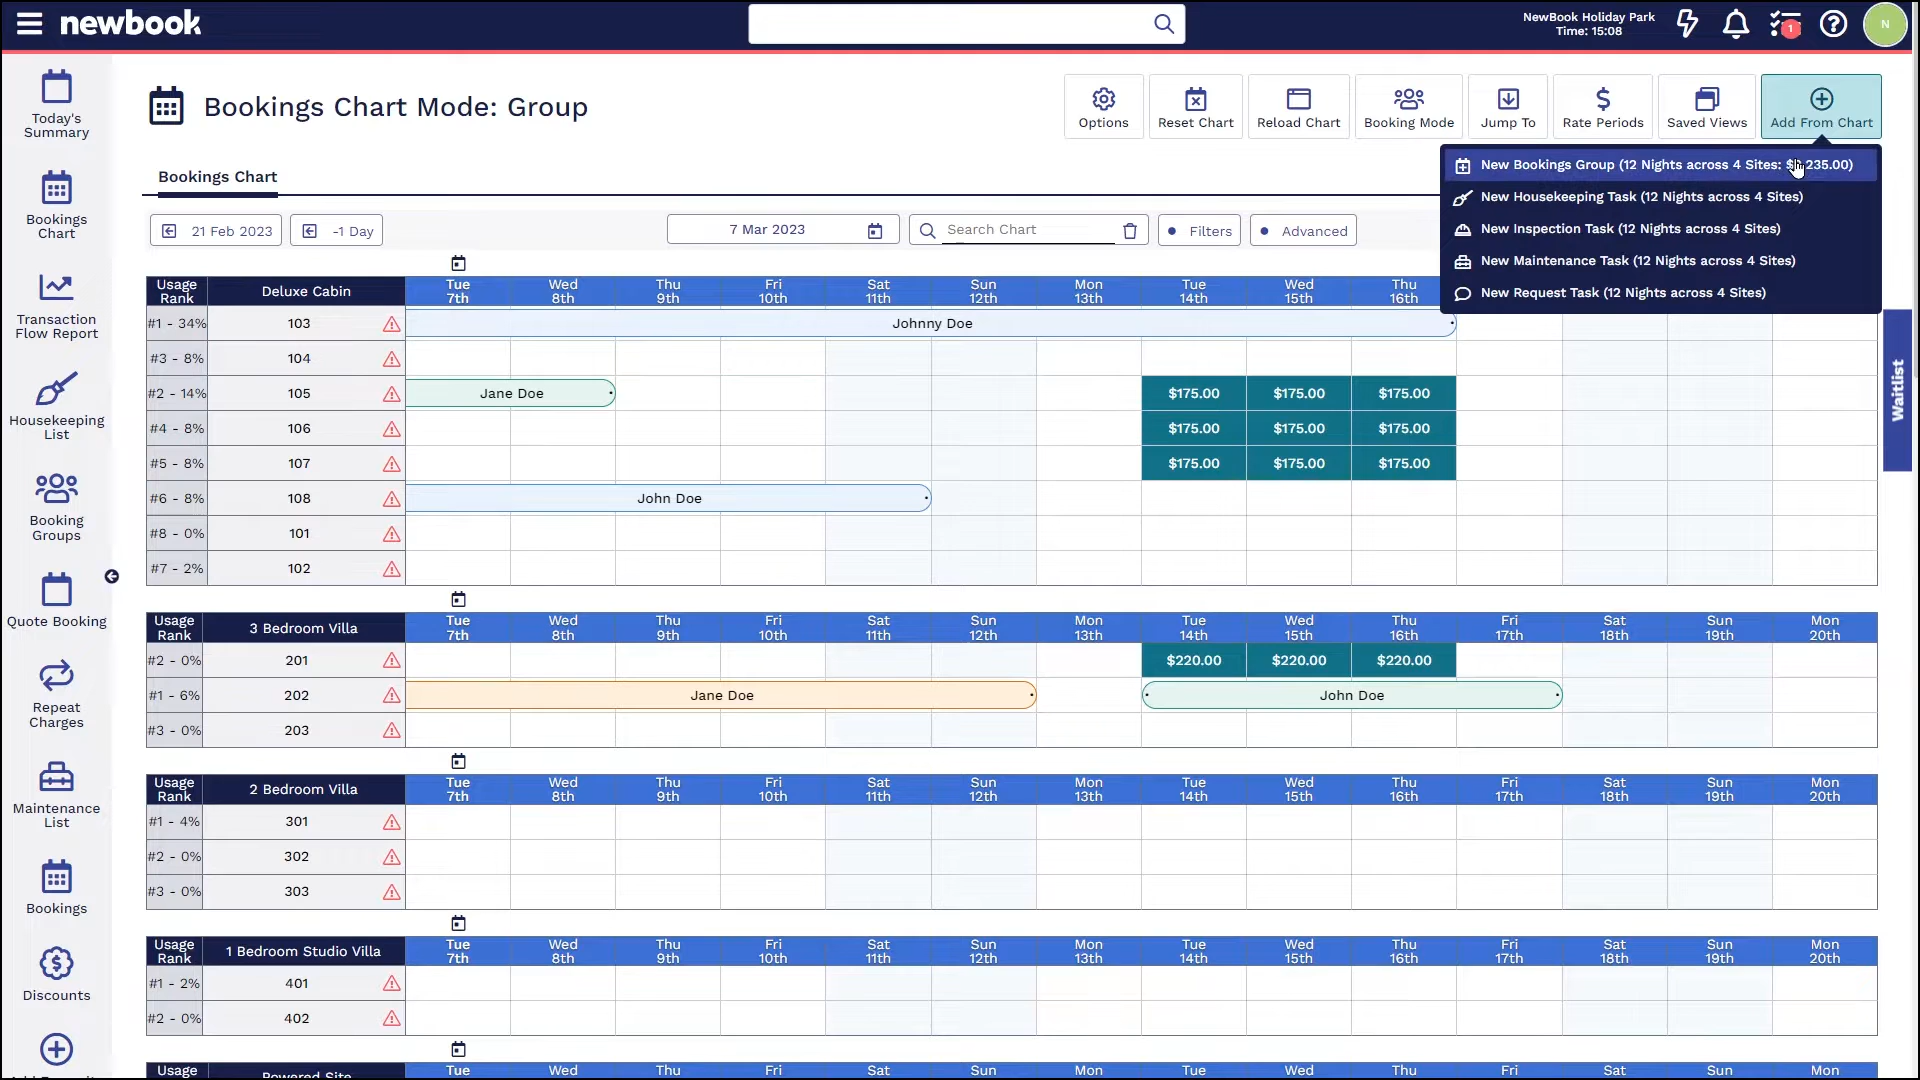 newbook
NewBook Holiday Park
Time: 15:08
1
N
Today's
Summary
Bookings
Chart
Transaction
Flow Report
Housekeeping
List
Booking
Groups
Quote Booking
Repeat
Charges
Maintenance
List
Bookings
Discounts
Bookings Chart Mode: Group
Options
Reset Chart
Reload Chart
Booking Mode
Jump To
Rate Periods
Saved Views
Add From Chart
New Bookings Group (12 Nights across 4 Sites: $ 235.00)
New Housekeeping Task (12 Nights across 4 Sites)
New Inspection Task (12 Nights across 4 Sites)
New Maintenance Task (12 Nights across 4 Sites)
New Request Task (12 Nights across 4 Sites)
Bookings Chart
21 Feb 2023
-1 Day
7 Mar 2023
Search Chart
Filters
Advanced
Waitlist
Usage Rank Deluxe Cabin Tue 7th Wed 8th Thu 9th Fri 10th Sat 11th Sun 12th Mon 13th Tue 14th Wed 15th Thu 16th
#1 - 34% 103 Johnny Doe
#3 - 8% 104
#2 - 14% 105 Jane Doe $175.00 $175.00 $175.00
#4 - 8% 106 $175.00 $175.00 $175.00
#5 - 8% 107 $175.00 $175.00 $175.00
#6 - 8% 108 John Doe
#8 - 0% 101
#7 - 2% 102
Usage Rank 3 Bedroom Villa Tue 7th Wed 8th Thu 9th Fri 10th Sat 11th Sun 12th Mon 13th Tue 14th Wed 15th Thu 16th Fri 17th Sat 18th Sun 19th Mon 20th
#2 - 0% 201 $220.00 $220.00 $220.00
#1 - 6% 202 Jane Doe John Doe
#3 - 0% 203
Usage Rank 2 Bedroom Villa Tue 7th Wed 8th Thu 9th Fri 10th Sat 11th Sun 12th Mon 13th Tue 14th Wed 15th Thu 16th Fri 17th Sat 18th Sun 19th Mon 20th
#1 - 4% 301
#2 - 0% 302
#3 - 0% 303
Usage Rank 1 Bedroom Studio Villa Tue 7th Wed 8th Thu 9th Fri 10th Sat 11th Sun 12th Mon 13th Tue 14th Wed 15th Thu 16th Fri 17th Sat 18th Sun 19th Mon 20th
#1 - 2% 401
#2 - 0% 402
Usage Powered Site Tue Wed Thu Fri Sat Sun Mon Tue Wed Thu Fri Sat Sun Mon